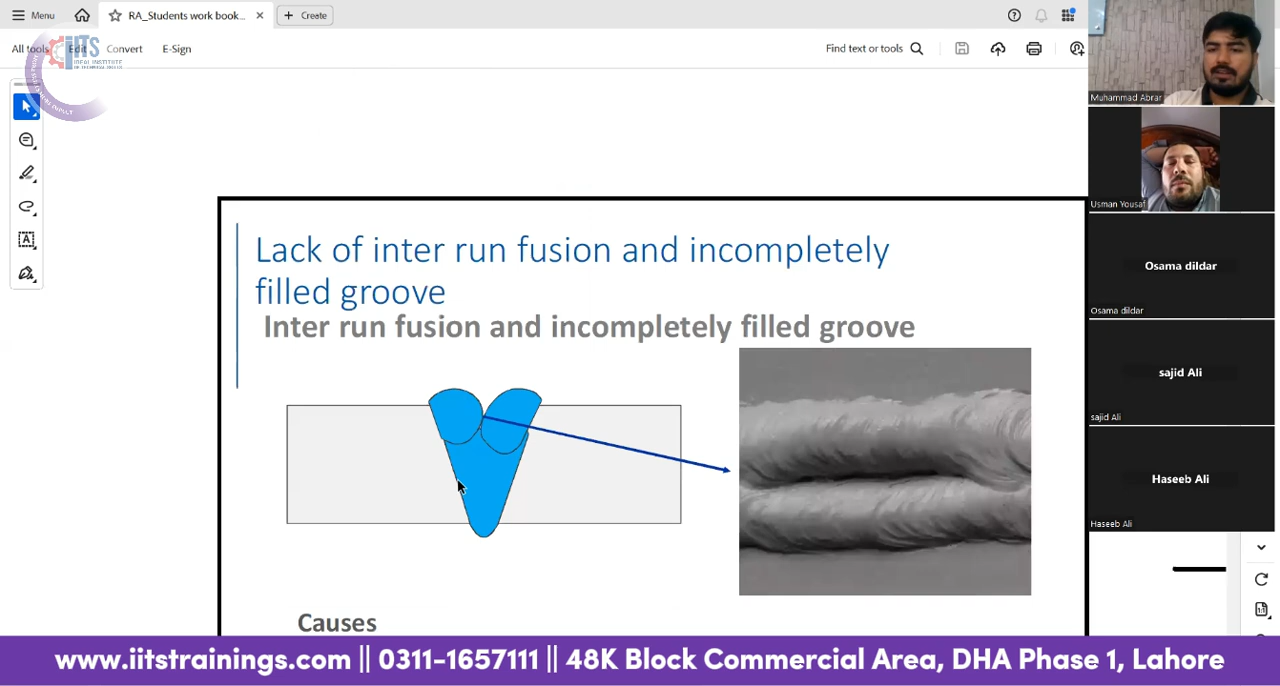 Menu
RA_Students work book...
Create
All tools
Edit
Convert
E-Sign
Find text or tools
IITS
IDEAL INSTITUTE
Lack of inter run fusion and incompletely
filled groove
Inter run fusion and incompletely filled groove
Causes
Muhammad Abrar
Usman Yousaf
Osama dildar
Osama dildar
sajid Ali
sajid Ali
Haseeb Ali
Haseeb Ali
www.iitstrainings.com || 0311-1657111 || 48K Block Commercial Area, DHA Phase 1, Lahore